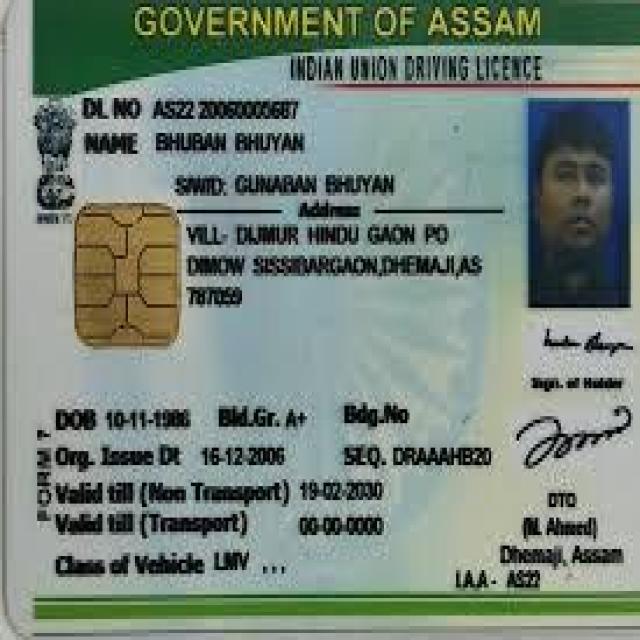 GOVERNMENT OF ASSAM
INDIAN UNION DRIVING LICENCE
DL NO AS22 20060005687
NAME BHUBAN BHUYAN
S/W/D: GUNABAN BHUYAN
Address
VILL- DIJMUR HINDU GAON PO
DIMOW SISSIBARGAON,DHEMAJI,AS
787059
Sign. of Holder
DOB 10-11-1986 Bld.Gr. A+ Bdg.No
Org. Issue Dt 16-12-2006 SEQ. DRAAAHB20
Valid till (Non Transport) 19-02-2030
Valid till (Transport) 00-00-0000
Class of Vehicle LMV ...
FORM 7
DTO
(M. Ahmed)
Dhemaji, Assam
I.A.A - AS22